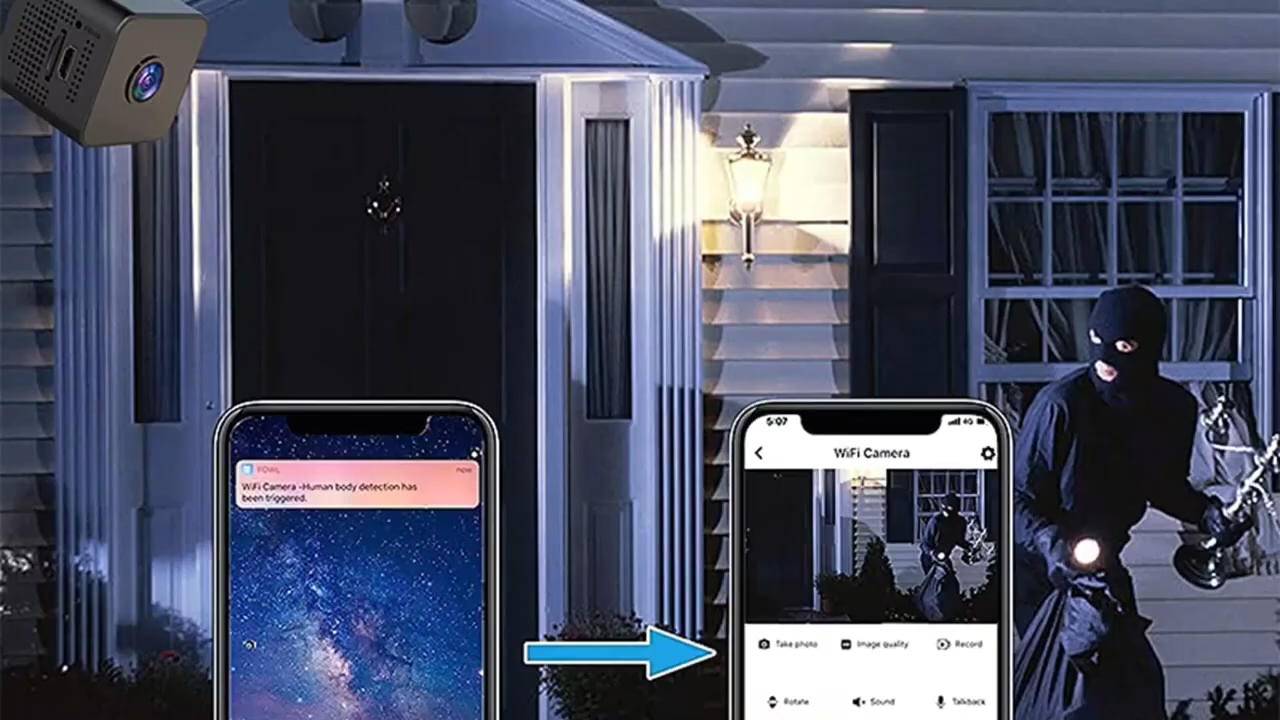 now
WiFi Camera -Human body detection has
been triggered.
5:07
4G
WiFi Camera
Take photo
Image quality
Record
Rotate
Sound
Talkback